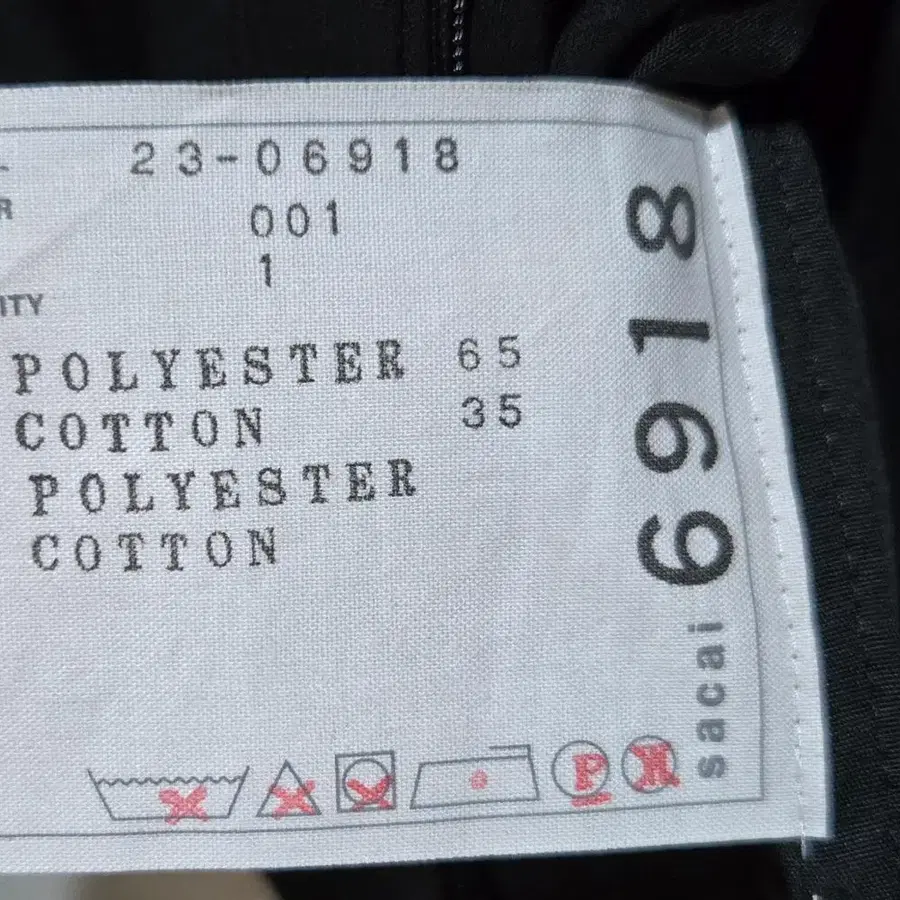 23-06918
R
001
1
ITY
POLYESTER 65
COTTON 35
POLYESTER
COTTON
P
W
sacai 6918